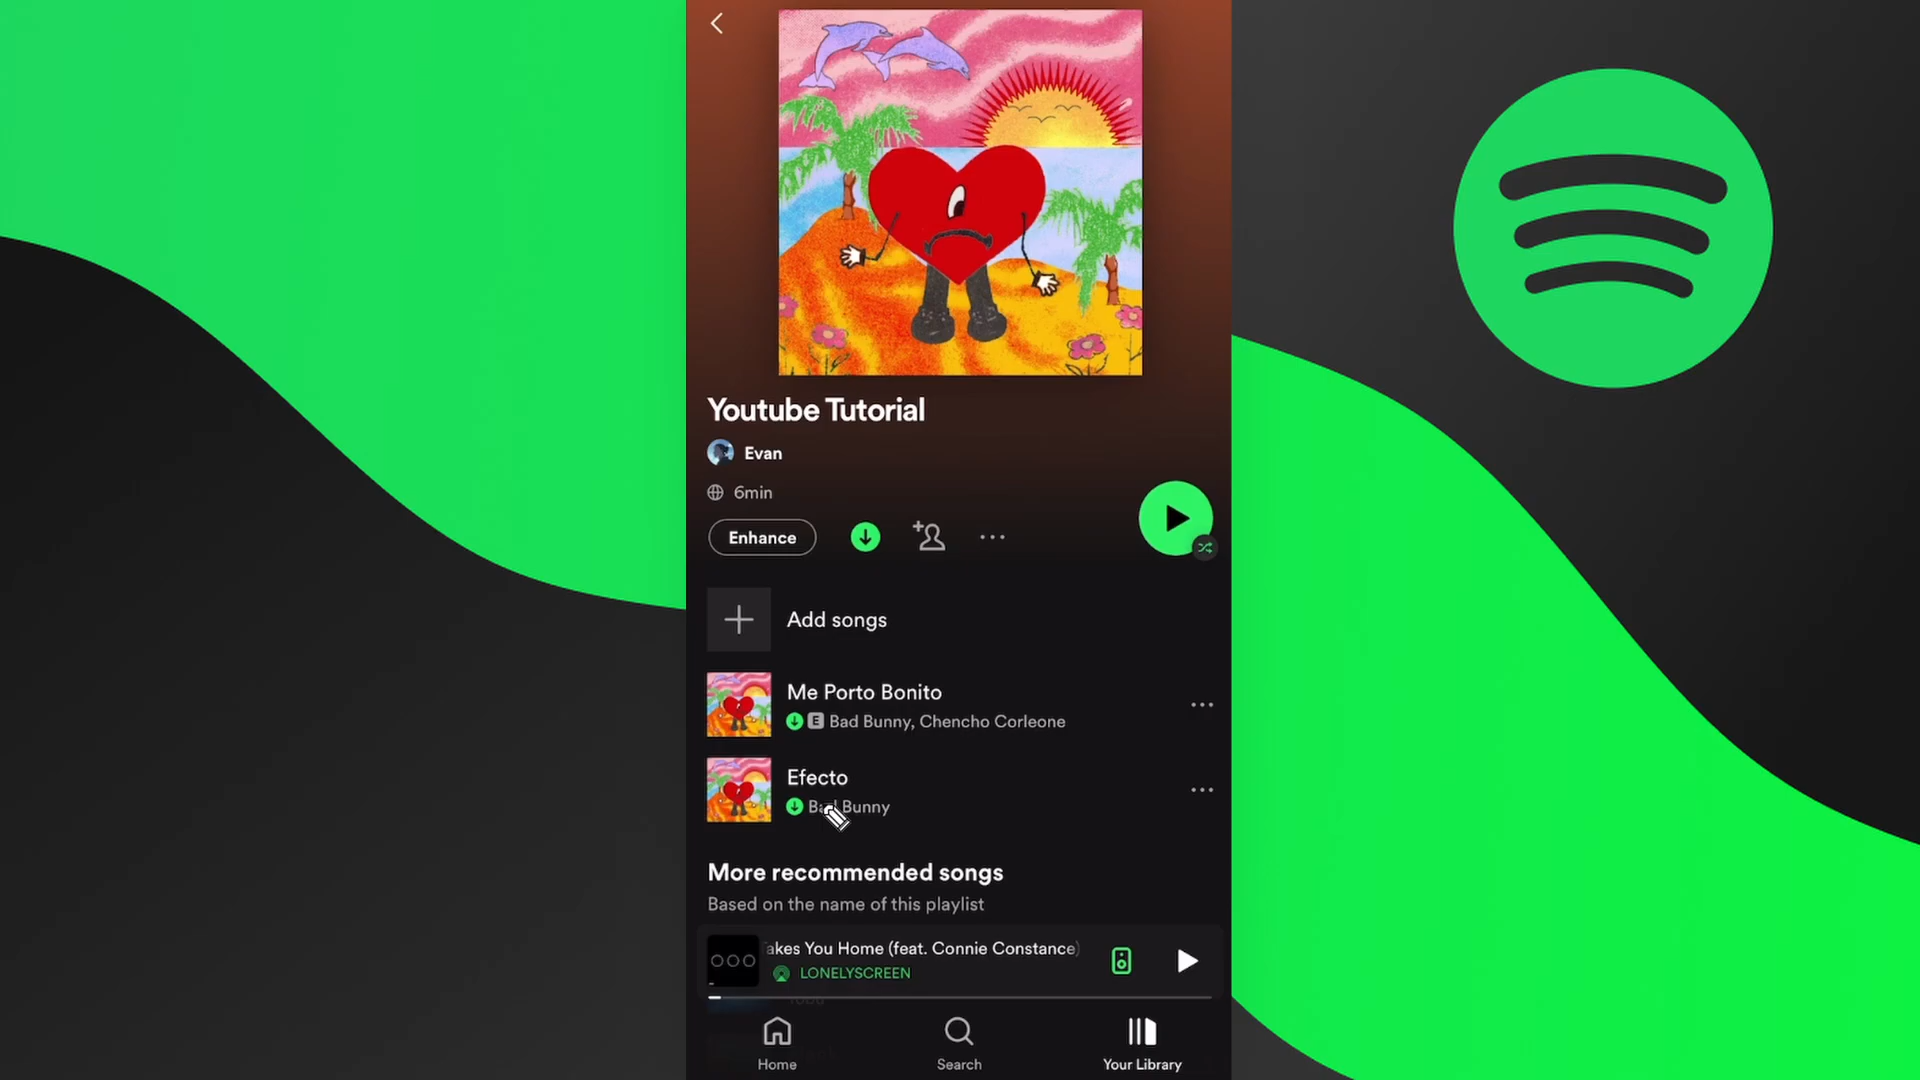 Youtube Tutorial
Evan
6min
Enhance
Add songs
Me Porto Bonito
E Bad Bunny, Chencho Corleone
Efecto
Bad Bunny
More recommended songs
Based on the name of this playlist
akes You Home (feat. Connie Constance)
LONELYSCREEN
Home
Search
Your Library